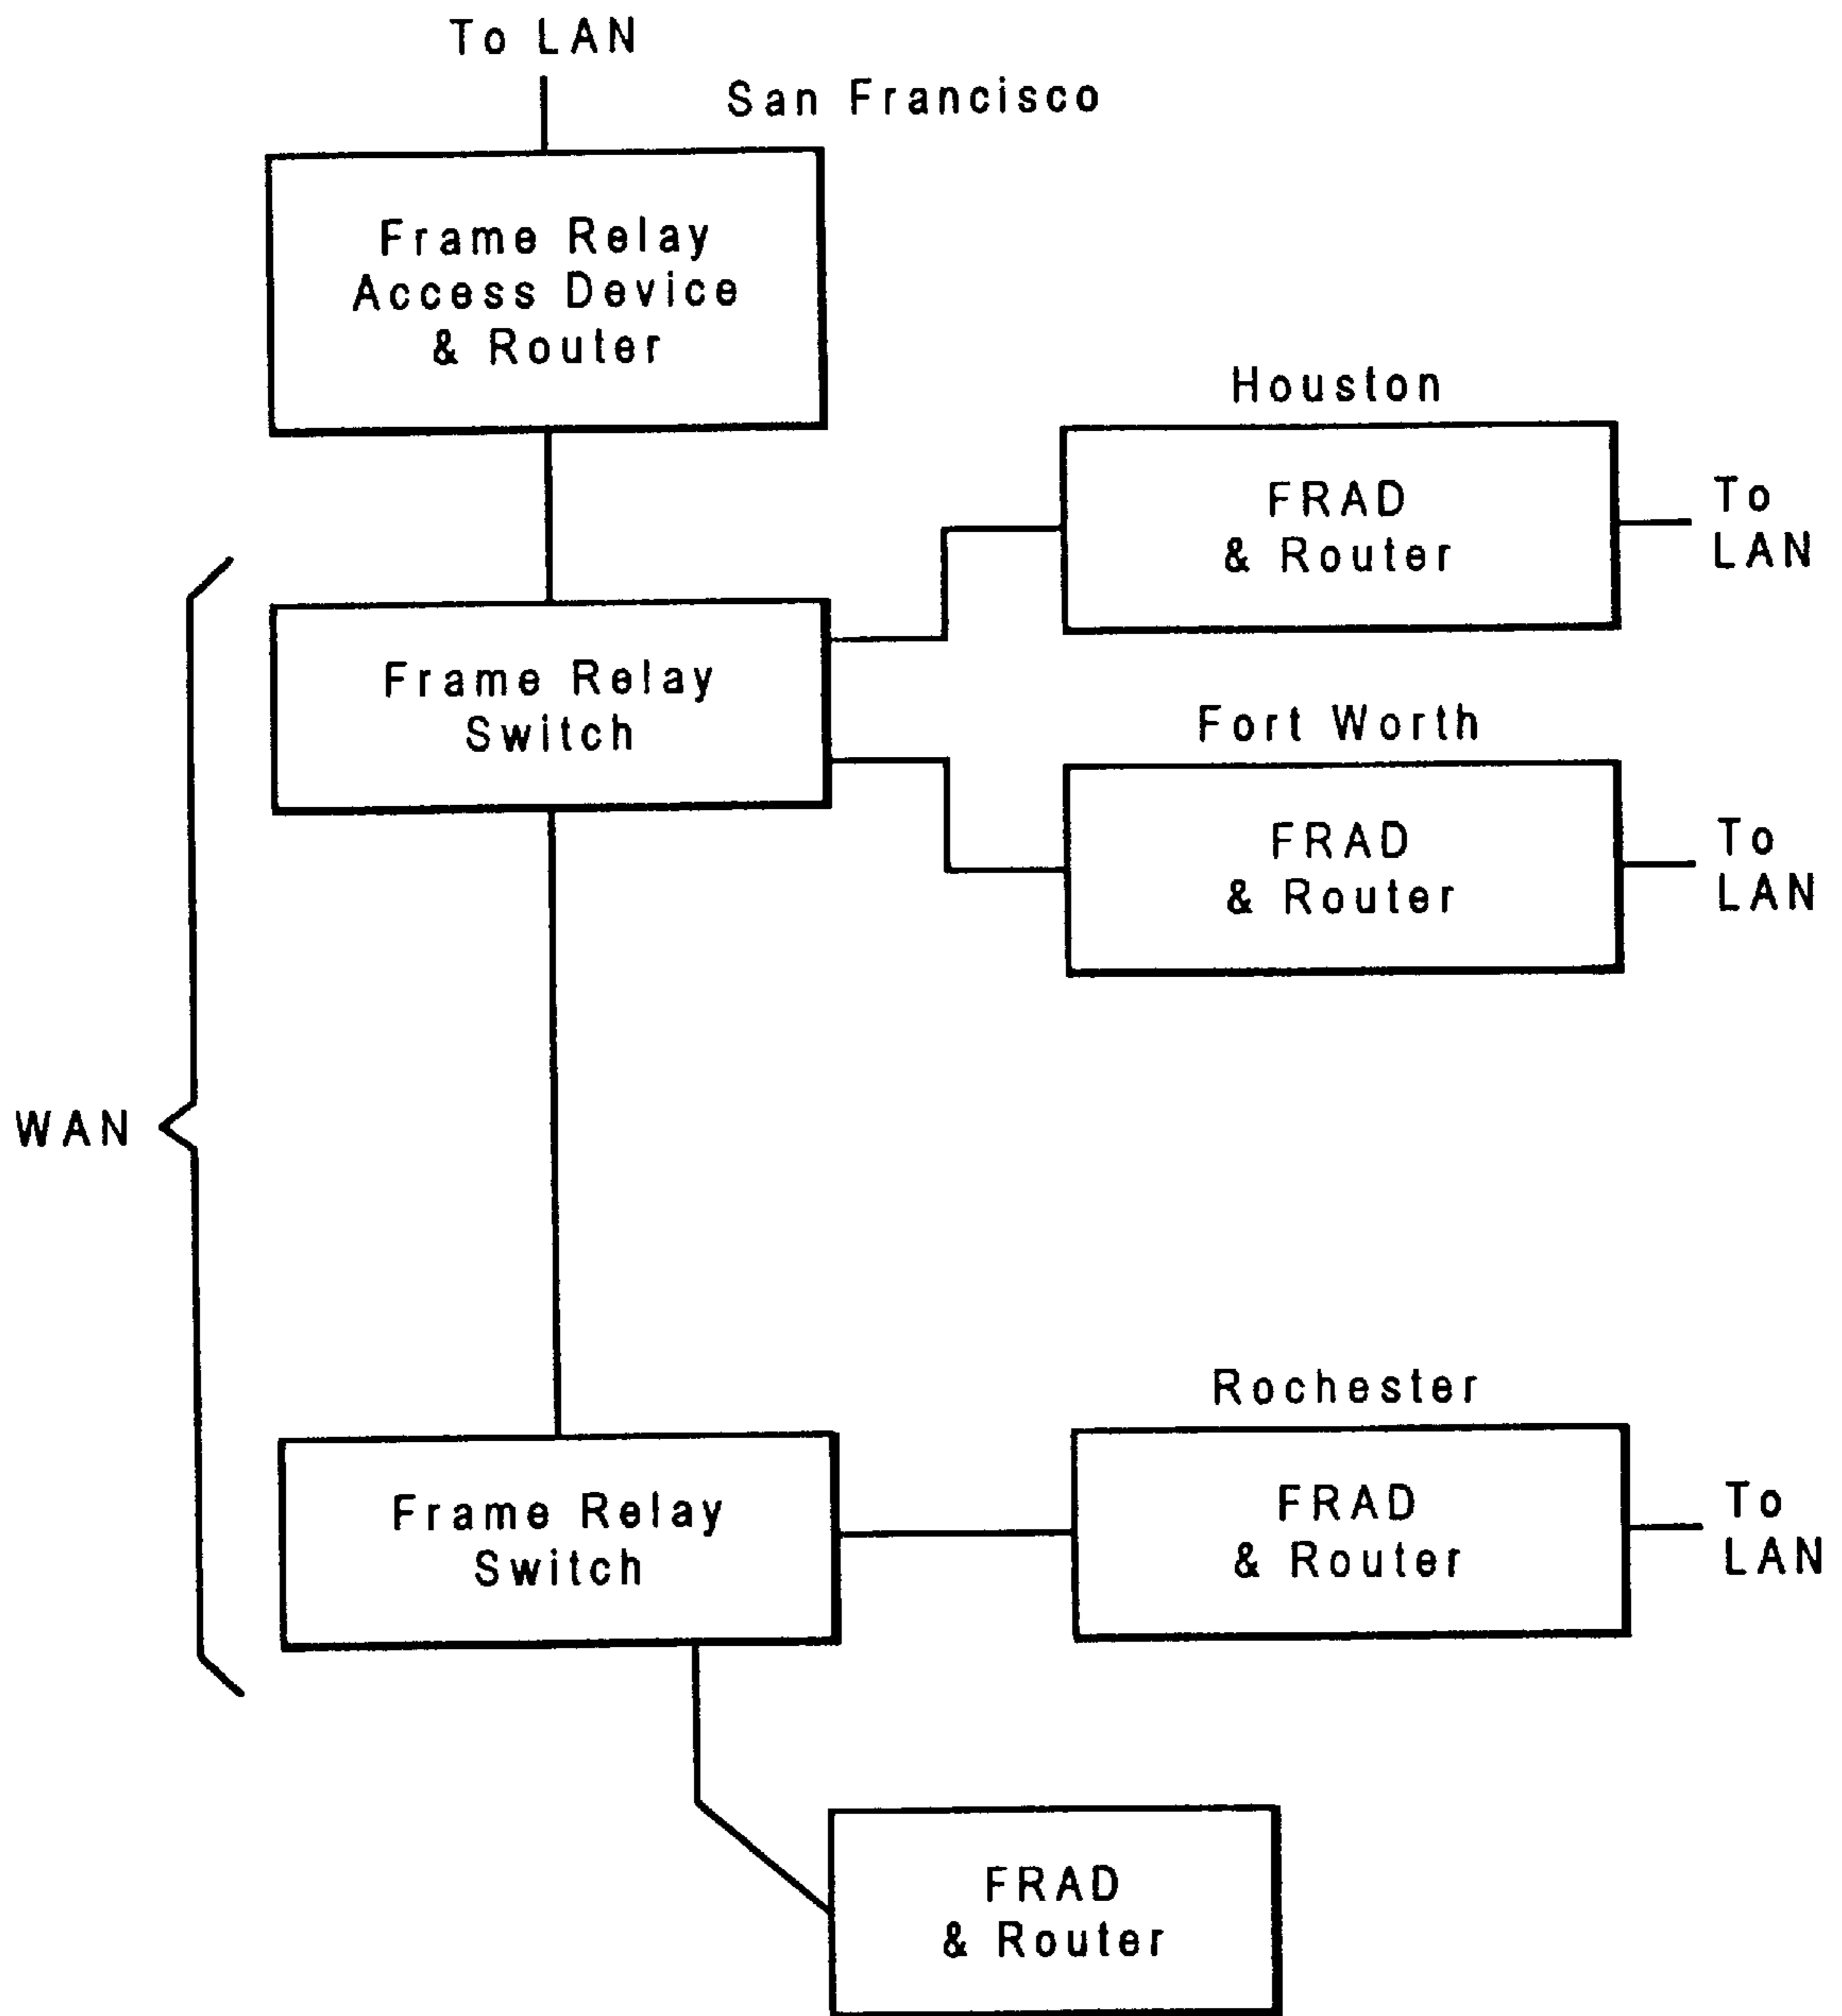 To LAN
San Francisco
Frame Relay
Access Device
& Router
Houston
FRAD
& Router
To
LAN
Frame Relay
Switch
Fort Worth
FRAD
& Router
To
LAN
WAN
Rochester
Frame Relay
Switch
FRAD
& Router
To
LAN
FRAD
& Router